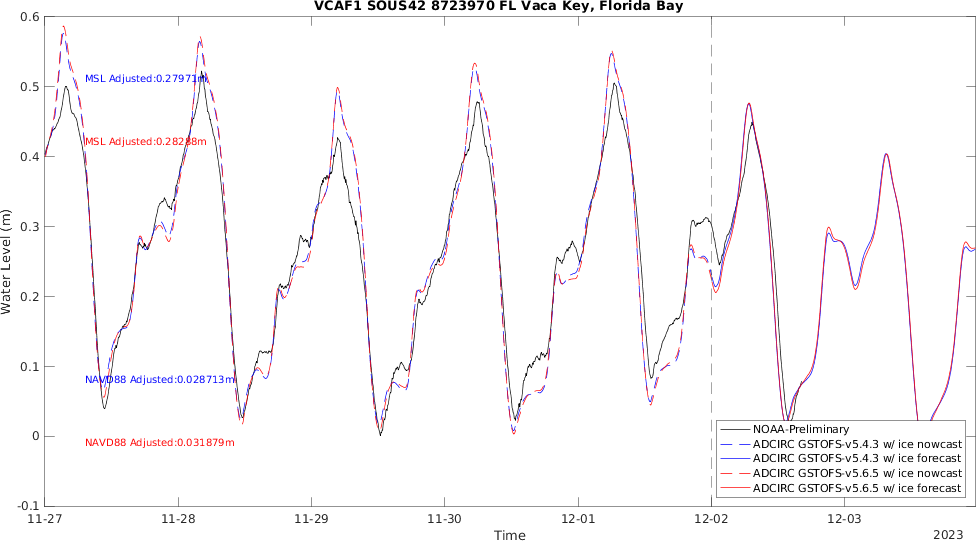 VCAF1 SOUS42 8723970 FL Vaca Key, Florida Bay
Water Level (m)
0.6
0.5
0.4
0.3
0.2
0.1
0
-0.1
MSL Adjusted:0.27971m
MSL Adjusted:0.28288m
NAVD88 Adjusted:0.028713m
NAVD88 Adjusted:0.031879m
NOAA-Preliminary
ADCIRC GSTOFS-v5.4.3 w/ ice nowcast
ADCIRC GSTOFS-v5.4.3 w/ ice forecast
ADCIRC GSTOFS-v5.6.5 w/ ice nowcast
ADCIRC GSTOFS-v5.6.5 w/ ice forecast
11-27 11-28 11-29 11-30 12-01 12-02 12-03
Time
2023